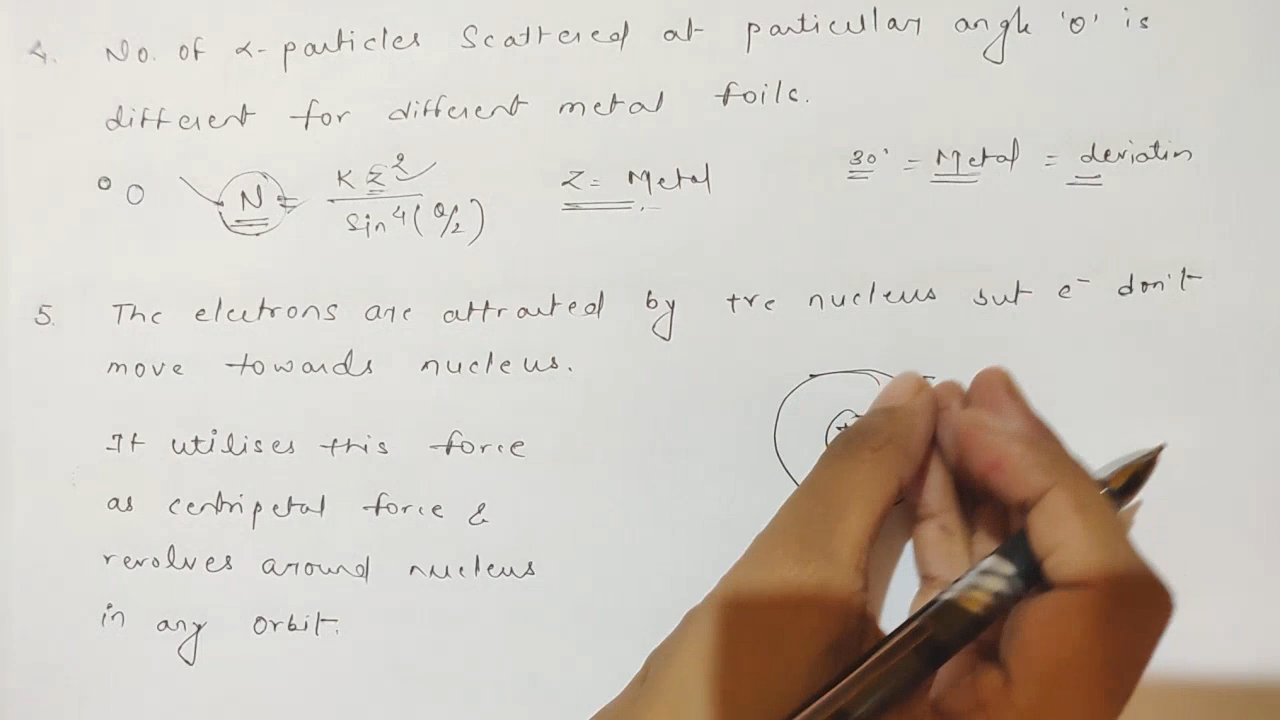 4. No. of α-particles Scattered at particular angle 'θ' is
different for different metal foils.
θ N = KZ² / Sin⁴(θ/2) Z = Metal 30° = Metal = deviation
5. The electrons are attracted by +ve nucleus but e⁻ don't
move towards nucleus.
+
It utilises this force
as centripetal force &
revolves around nucleus
in any orbit.